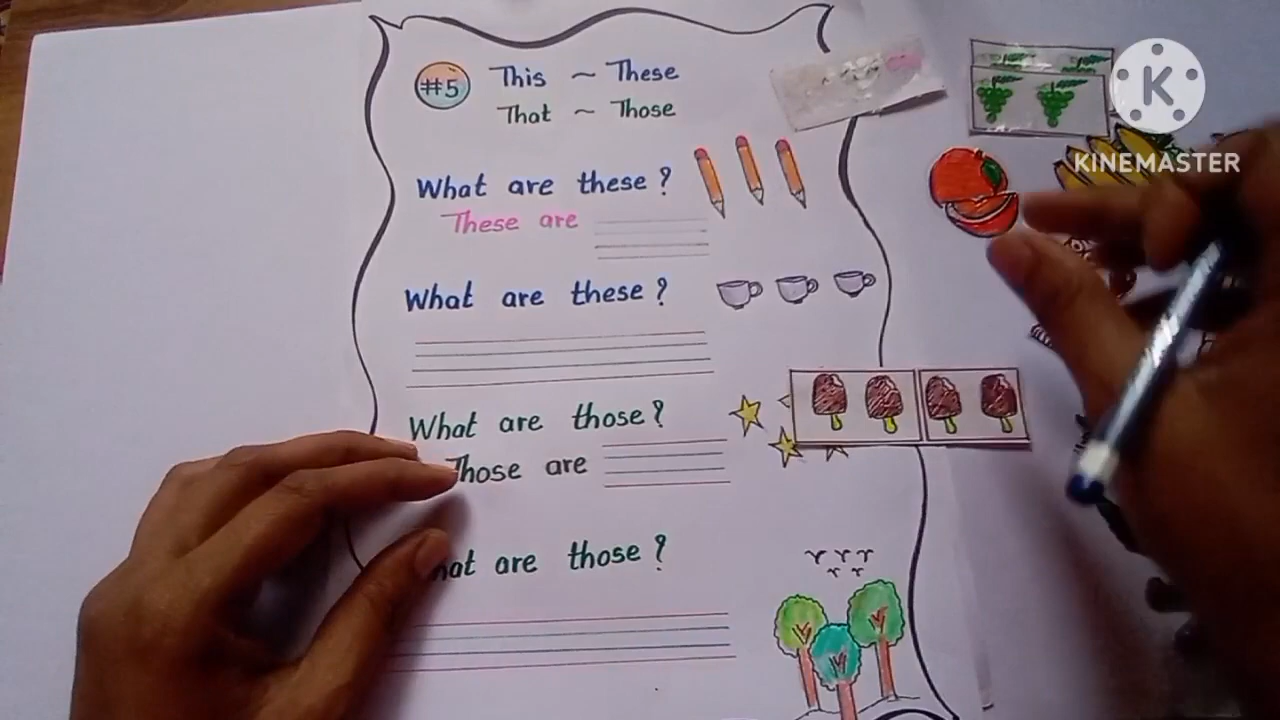 #5 This ~ These
That ~ Those
What are these?
These are
What are these?
What are those?
Those are
What are those?
K
KINEMASTER